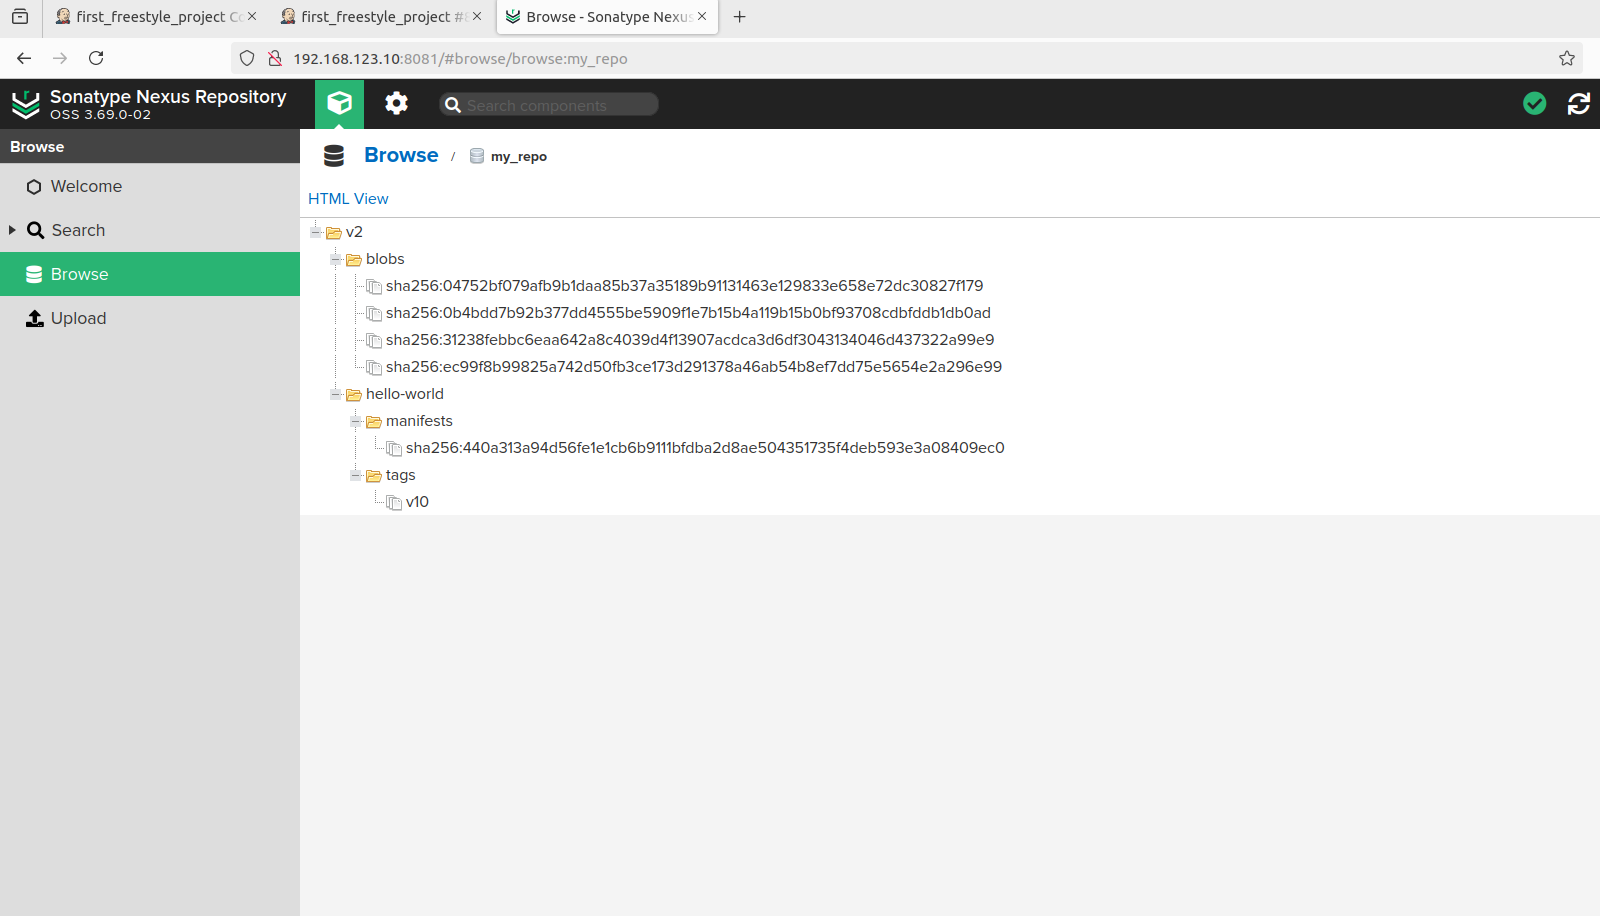 first_freestyle_project Co
first_freestyle_project #
Browse - Sonatype Nexus
192.168.123.10:8081/#browse/browse:my_repo
Sonatype Nexus Repository
OSS 3.69.0-02
Search components
Browse
Welcome
Search
Browse
Upload
Browse / my_repo
HTML View
v2
blobs
sha256:04752bf079afb9b1daa85b37a35189b91131463e129833e658e72dc30827f179
sha256:0b4bdd7b92b377dd4555be5909f1e7b15b4a119b15b0bf93708cdbfddb1db0ad
sha256:31238febbc6eaa642a8c4039d4f13907acdca3d6df3043134046d437322a99e9
sha256:ec99f8b99825a742d50fb3ce173d291378a46ab54b8ef7dd75e5654e2a296e99
hello-world
manifests
sha256:440a313a94d56fe1e1cb6b9111bfdba2d8ae504351735f4deb593e3a08409ec0
tags
v10